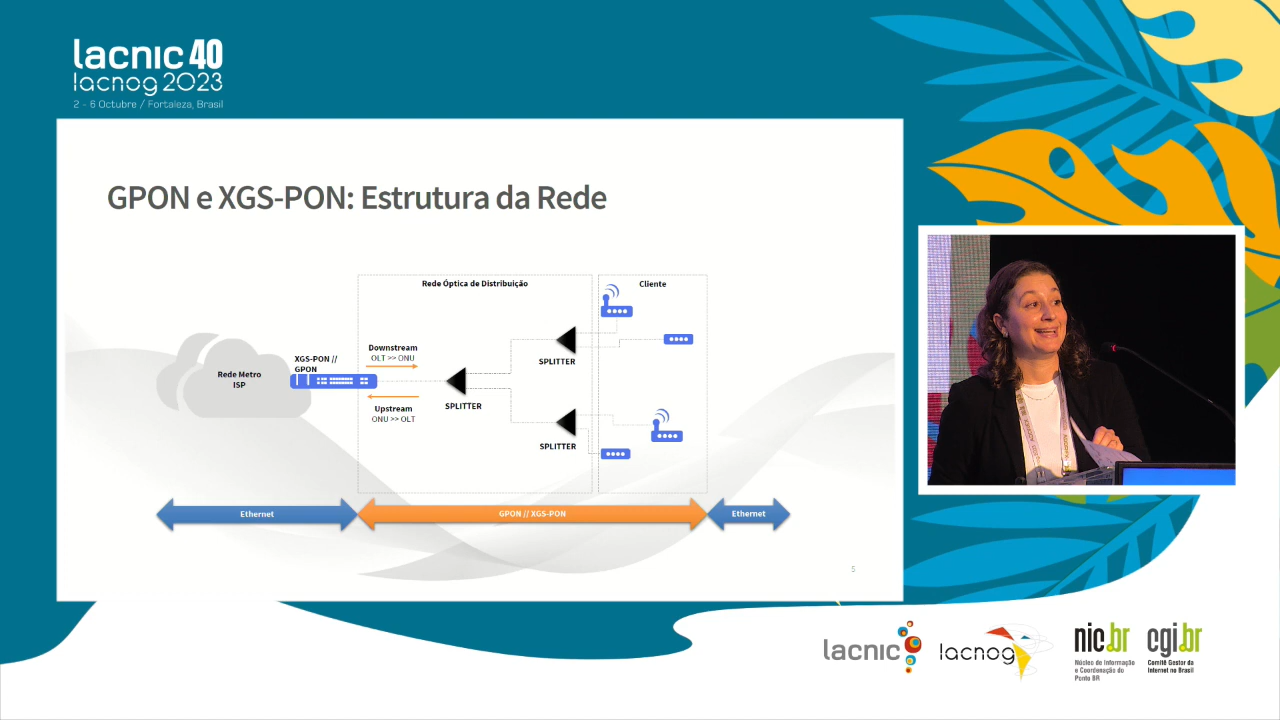 lacnic 40
lacnog 2023
2 - 6 Octubre / Fortaleza, Brasil
GPON e XGS-PON: Estrutura da Rede
Rede Óptica de Distribuição
Cliente
Rede Metro
ISP
XGS-PON //
GPON
Downstream
OLT >> ONU
Upstream
ONU >> OLT
SPLITTER
SPLITTER
SPLITTER
Ethernet
GPON // XGS-PON
Ethernet
5
lacnic
lacnog
nic.br
Núcleo de Informação
e Coordenação do
Ponto BR
cgi.br
Comitê Gestor da
Internet no Brasil